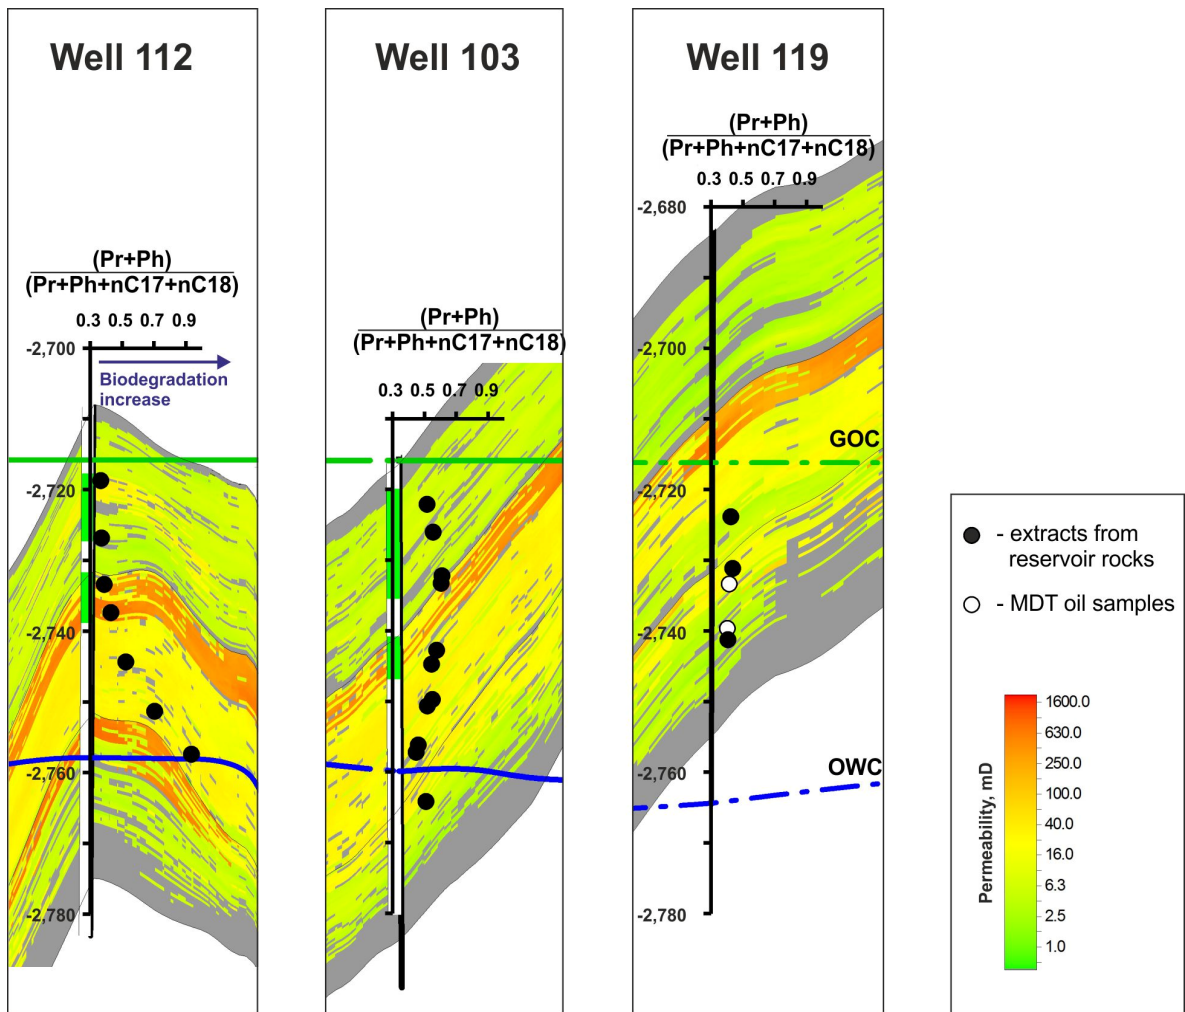 Well 112
(Pr+Ph)
(Pr+Ph+nC17+nC18)
0.3 0.5 0.7 0.9
-2,700
Biodegradation
increase
-2,720
-2,740
-2,760
-2,780
Well 103
(Pr+Ph)
(Pr+Ph+nC17+nC18)
0.3 0.5 0.7 0.9
Well 119
(Pr+Ph)
(Pr+Ph+nC17+nC18)
0.3 0.5 0.7 0.9
-2,680
-2,700
GOC
-2,720
-2,740
-2,760
OWC
-2,780
- extracts from
reservoir rocks
- MDT oil samples
Permeability, mD
1600.0
630.0
250.0
100.0
40.0
16.0
6.3
2.5
1.0